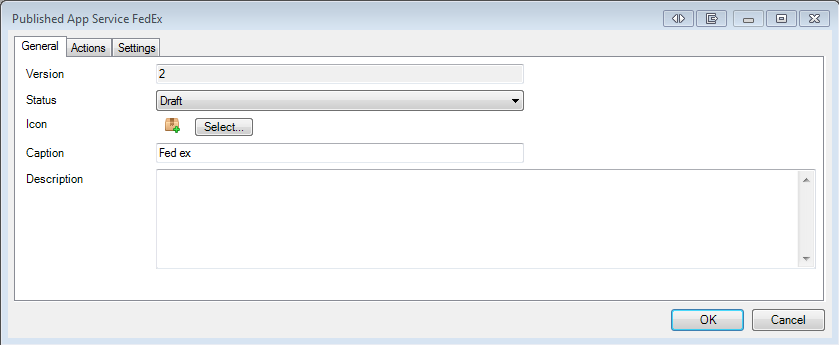 Published App Service FedEx
General Actions Settings
Version 2
Status Draft
Icon Select...
Caption Fed ex
Description
OK Cancel